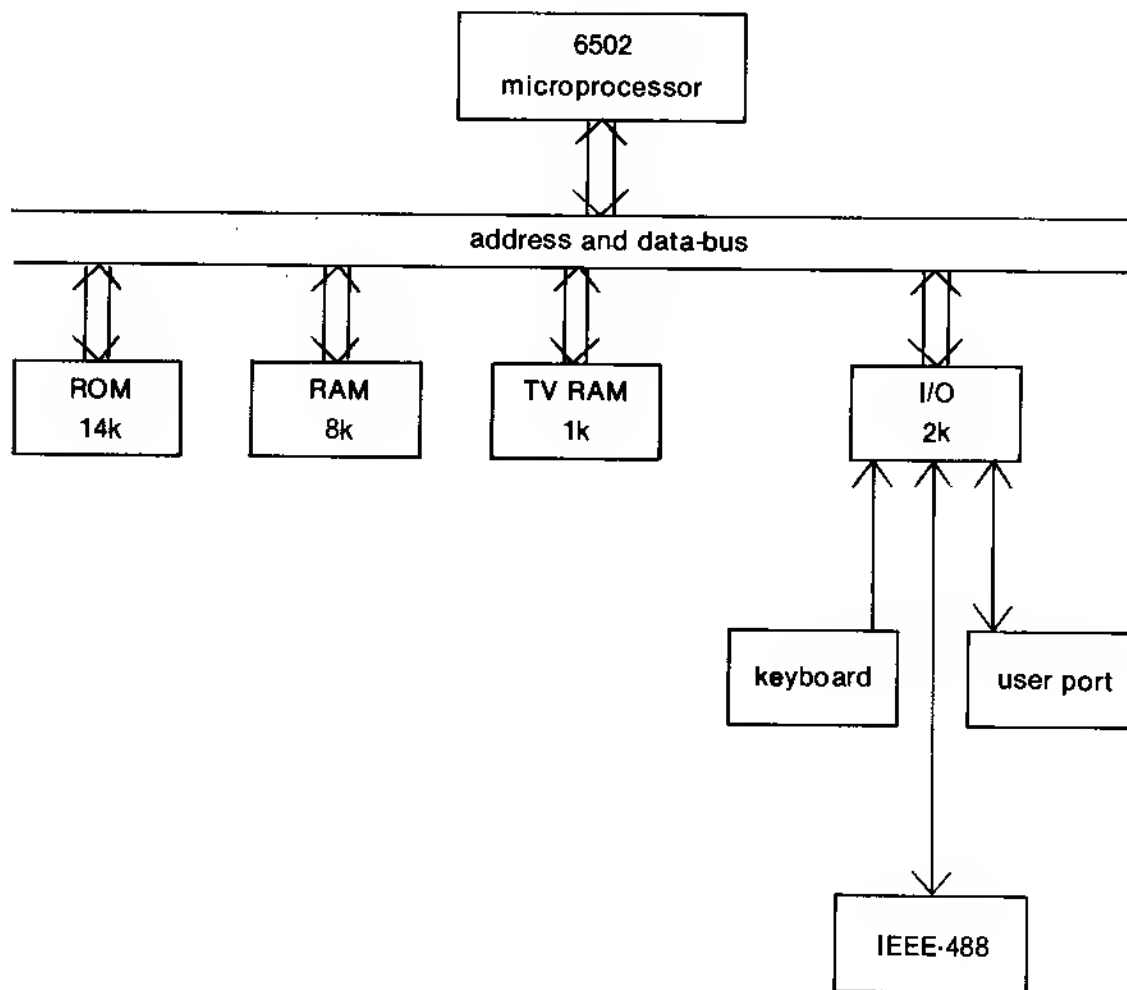 6502
microprocessor
address and data-bus
ROM
14k
RAM
8k
TV RAM
1k
I/O
2k
keyboard
user port
IEEE-488